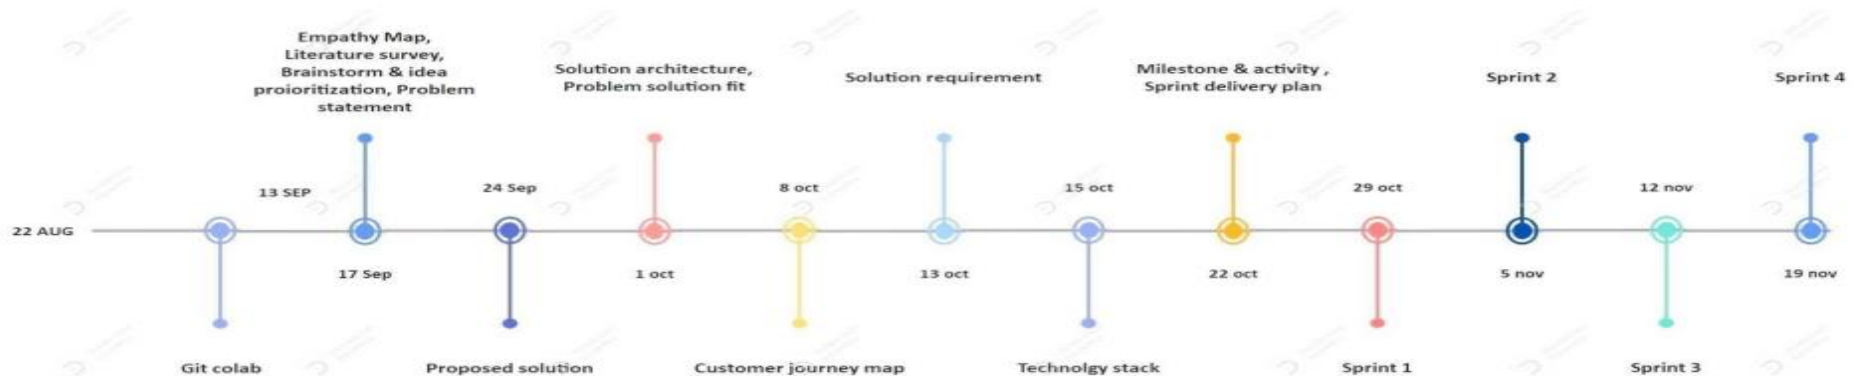 Empathy Map,
Literature survey,
Brainstorm & idea
proioritization, Problem
statement
Solution architecture,
Problem solution fit
Solution requirement
Milestone & activity ,
Sprint delivery plan
Sprint 2
Sprint 4
13 SEP
24 Sep
8 oct
15 oct
29 oct
12 nov
22 AUG
17 Sep
1 oct
13 oct
22 oct
5 nov
19 nov
Git colab
Proposed solution
Customer journey map
Technolgy stack
Sprint 1
Sprint 3